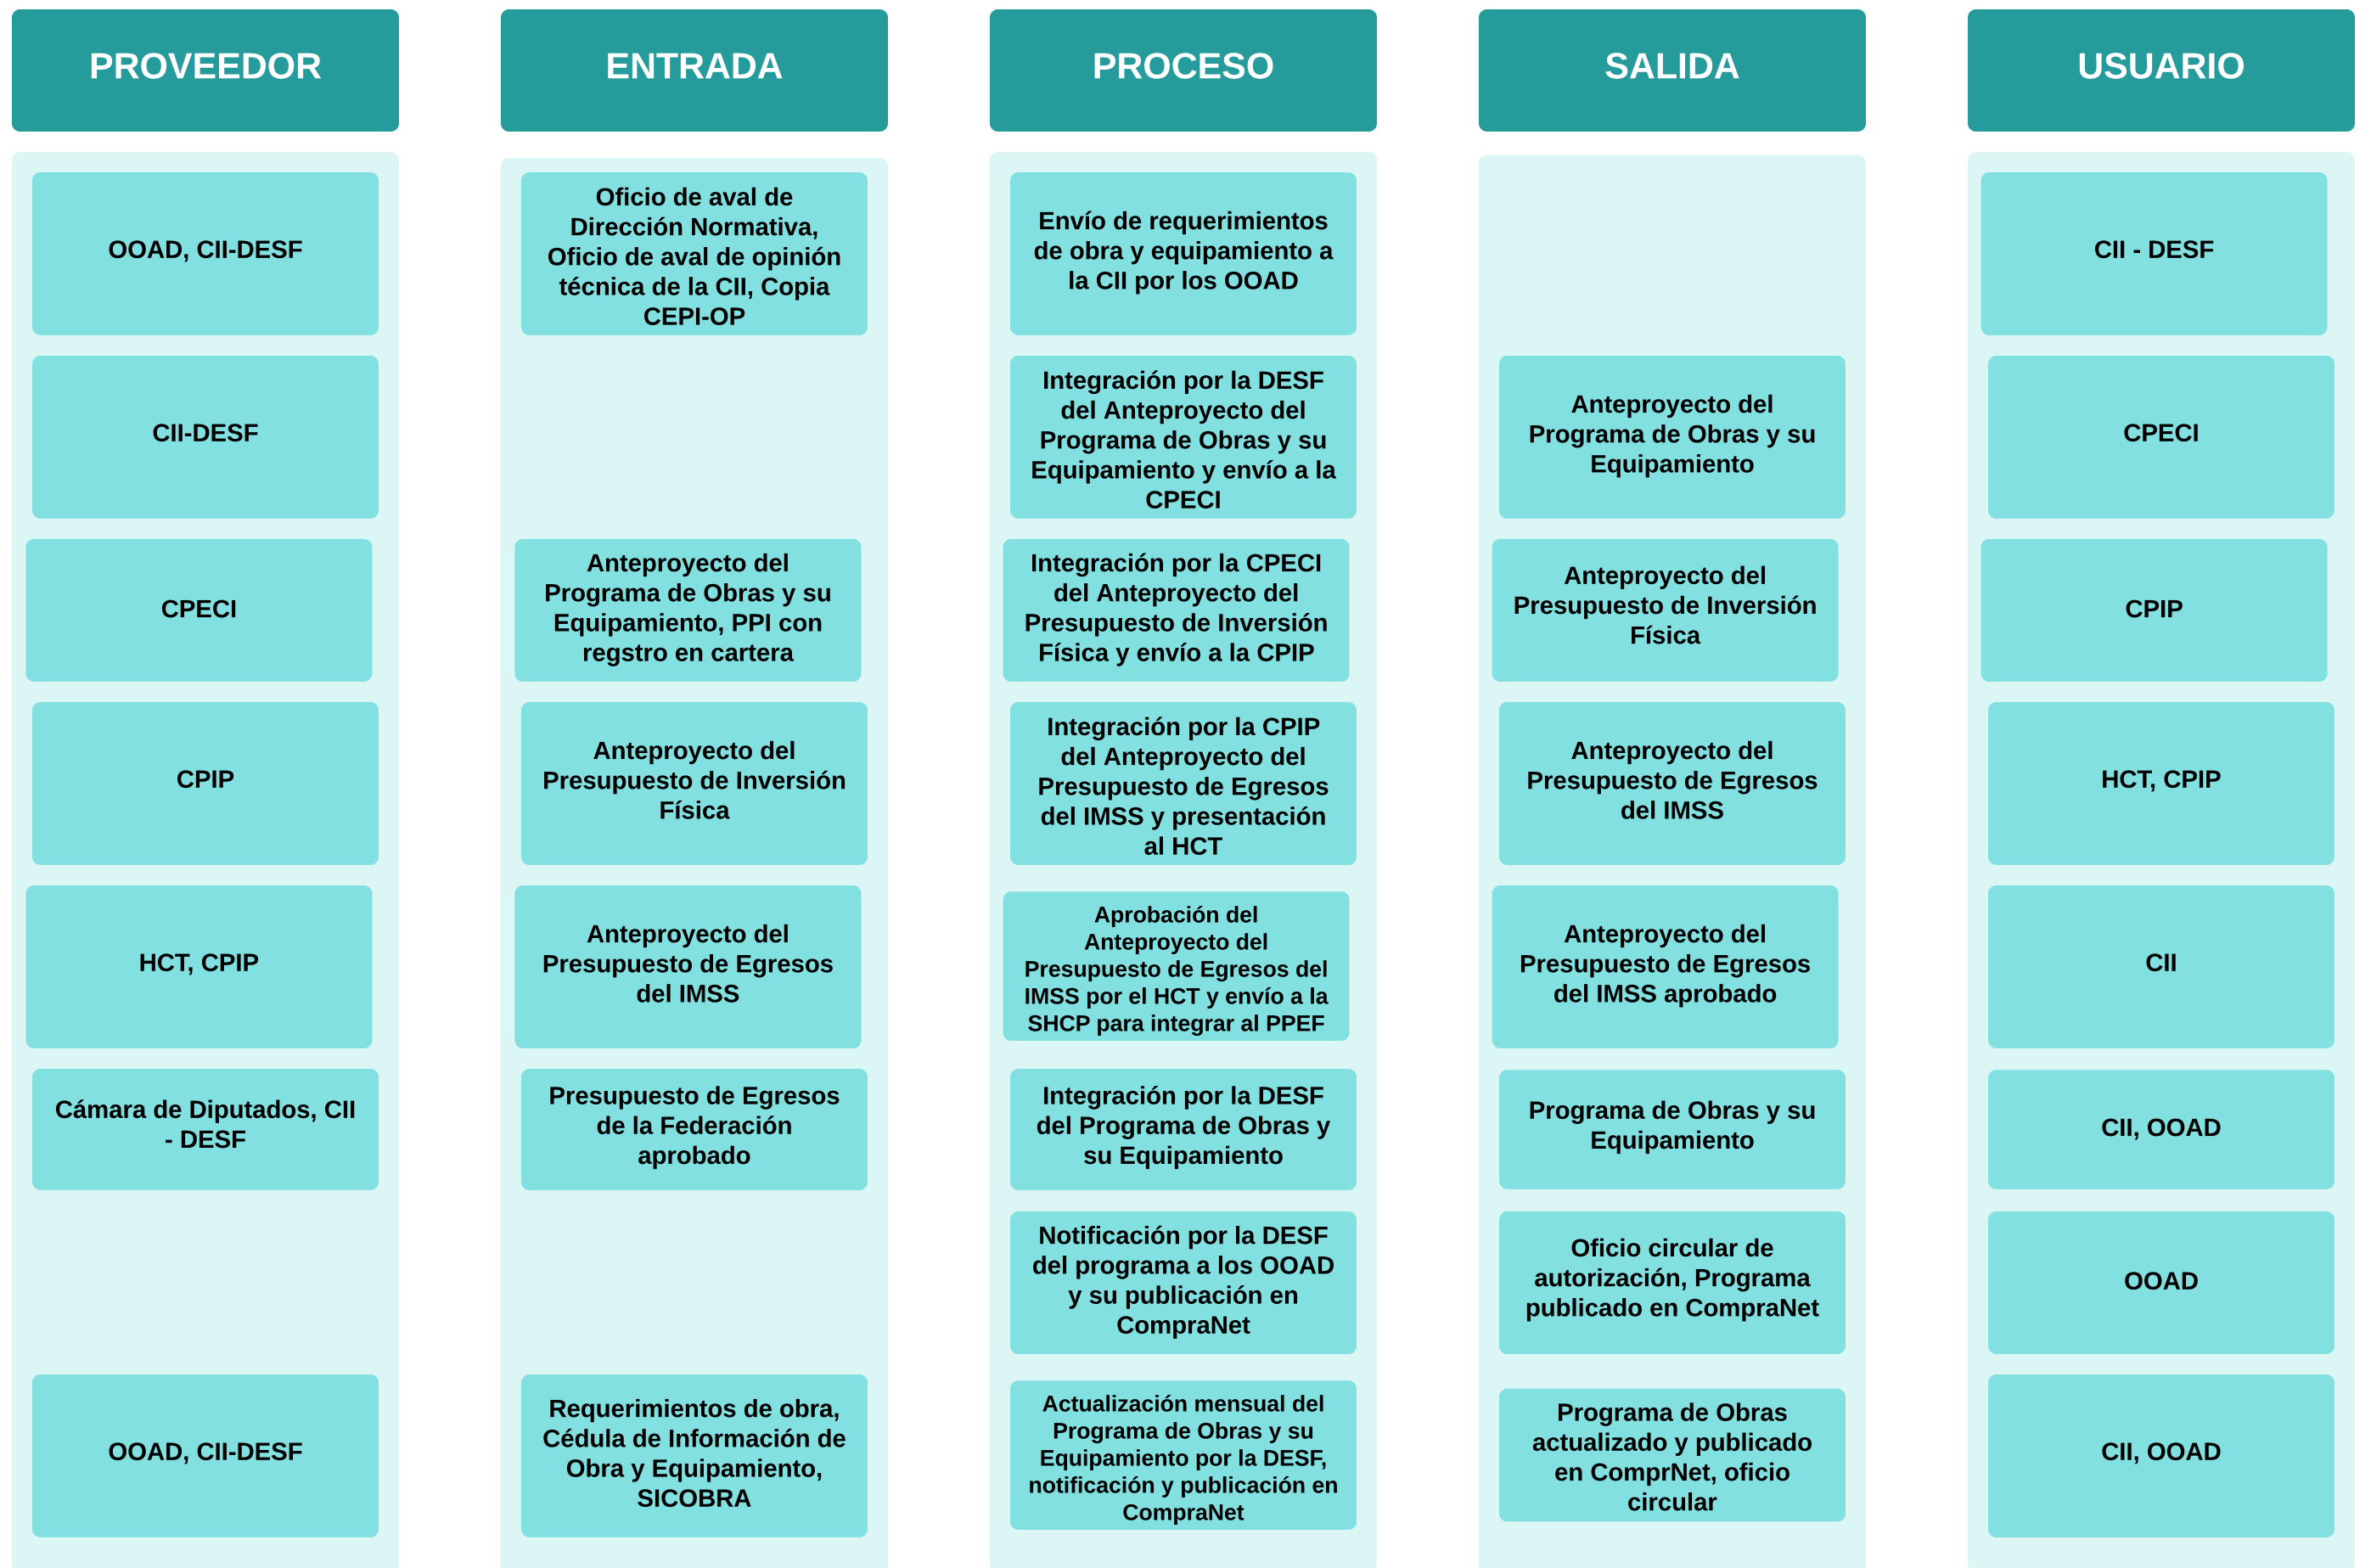 PROVEEDOR
ENTRADA
PROCESO
SALIDA
USUARIO
OOAD, CII-DESF
Oficio de aval de
Dirección Normativa,
Oficio de aval de opinión
técnica de la CII, Copia
CEPI-OP
Envío de requerimientos
de obra y equipamiento a
la CII por los OOAD
CII - DESF
CII-DESF
Integración por la DESF
del Anteproyecto del
Programa de Obras y su
Equipamiento y envío a la
CPECI
Anteproyecto del
Programa de Obras y su
Equipamiento
CPECI
CPECI
Anteproyecto del
Programa de Obras y su
Equipamiento, PPI con
regstro en cartera
Integración por la CPECI
del Anteproyecto del
Presupuesto de Inversión
Física y envío a la CPIP
Anteproyecto del
Presupuesto de Inversión
Física
CPIP
CPIP
Anteproyecto del
Presupuesto de Inversión
Física
Integración por la CPIP
del Anteproyecto del
Presupuesto de Egresos
del IMSS y presentación
al HCT
Anteproyecto del
Presupuesto de Egresos
del IMSS
HCT, CPIP
HCT, CPIP
Anteproyecto del
Presupuesto de Egresos
del IMSS
Aprobación del
Anteproyecto del
Presupuesto de Egresos del
IMSS por el HCT y envío a la
SHCP para integrar al PPEF
Anteproyecto del
Presupuesto de Egresos
del IMSS aprobado
CII
Cámara de Diputados, CII
- DESF
Presupuesto de Egresos
de la Federación
aprobado
Integración por la DESF
del Programa de Obras y
su Equipamiento
Programa de Obras y su
Equipamiento
CII, OOAD
Notificación por la DESF
del programa a los OOAD
y su publicación en
CompraNet
Oficio circular de
autorización, Programa
publicado en CompraNet
OOAD
OOAD, CII-DESF
Requerimientos de obra,
Cédula de Información de
Obra y Equipamiento,
SICOBRA
Actualización mensual del
Programa de Obras y su
Equipamiento por la DESF,
notificación y publicación en
CompraNet
Programa de Obras
actualizado y publicado
en ComprNet, oficio
circular
CII, OOAD